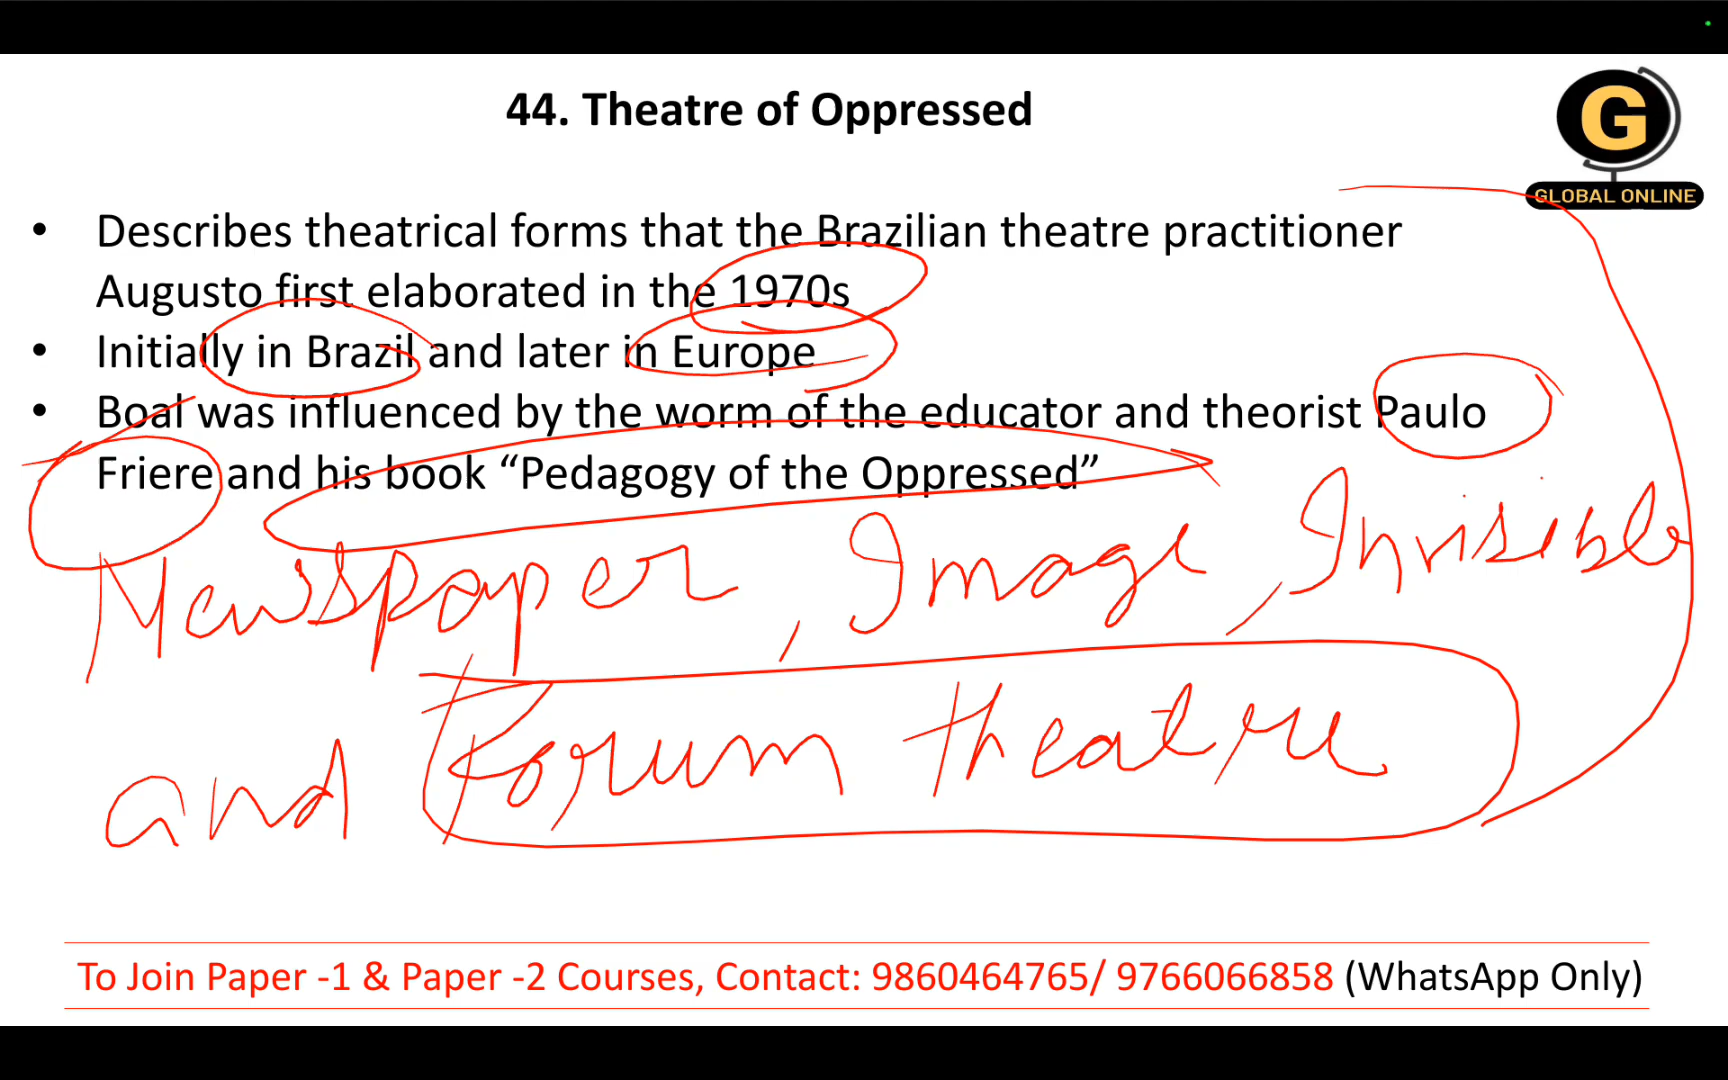 44. Theatre of Oppressed
G
GLOBAL ONLINE
• Describes theatrical forms that the Brazilian theatre practitioner
Augusto first elaborated in the 1970s
• Initially in Brazil and later in Europe
• Boal was influenced by the worm of the educator and theorist Paulo
Friere and his book “Pedagogy of the Oppressed”
Newspaper, Image, Invisible
and Forum theatre
To Join Paper -1 & Paper -2 Courses, Contact: 9860464765/ 9766066858 (WhatsApp Only)